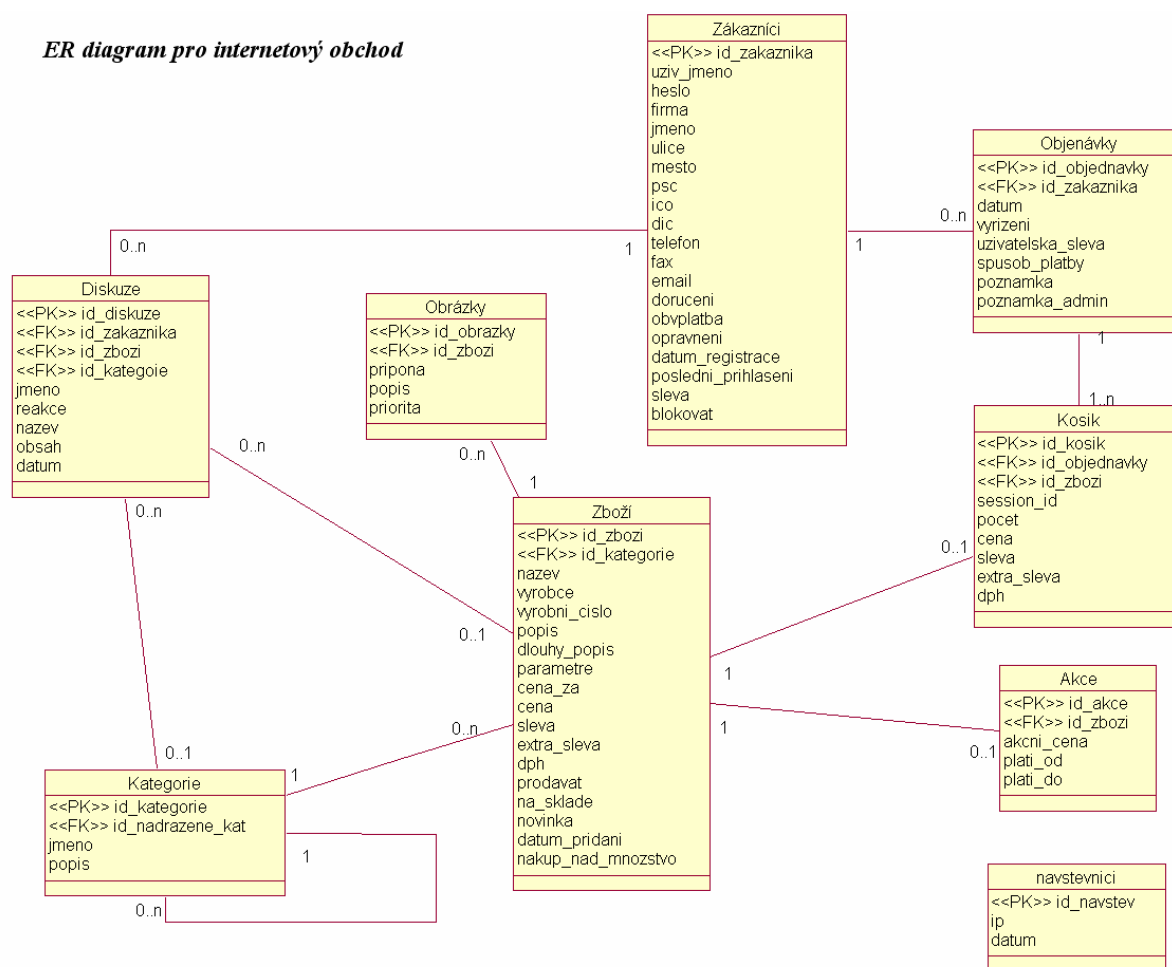 ER diagram pro internetový obchod
Zákazníci
<<PK>> id_zakaznika
uziv_jmeno
heslo
firma
jmeno
ulice
mesto
psc
ico
dic
telefon
fax
email
doruceni
obvplatba
opravneni
datum_registrace
posledni_prihlaseni
sleva
blokovat
Objenávky
<<PK>> id_objednavky
<<FK>> id_zakaznika
datum
vyrizeni
uzivatelska_sleva
spusob_platby
poznamka
poznamka_admin
0..n
1
0..n
1
Diskuze
<<PK>> id_diskuze
<<FK>> id_zakaznika
<<FK>> id_zbozi
<<FK>> id_kategoie
jmeno
reakce
nazev
obsah
datum
Obrázky
<<PK>> id_obrazky
<<FK>> id_zbozi
pripona
popis
priorita
1
1..n
Kosik
<<PK>> id_kosik
<<FK>> id_objednavky
<<FK>> id_zbozi
session_id
pocet
cena
sleva
extra_sleva
dph
0..n
0..n
1
0..n
Zboží
<<PK>> id_zbozi
<<FK>> id_kategorie
nazev
vyrobce
vyrobni_cislo
popis
dlouhy_popis
parametre
cena_za
cena
sleva
extra_sleva
dph
prodavat
na_sklade
novinka
datum_pridani
nakup_nad_mnozstvo
0..1
0..1
1
Akce
<<PK>> id_akce
<<FK>> id_zbozi
akcni_cena
plati_od
plati_do
1
0..1
0..n
0..1
1
Kategorie
<<PK>> id_kategorie
<<FK>> id_nadrazene_kat
jmeno
popis
1
0..n
navstevnici
<<PK>> id_navstev
ip
datum